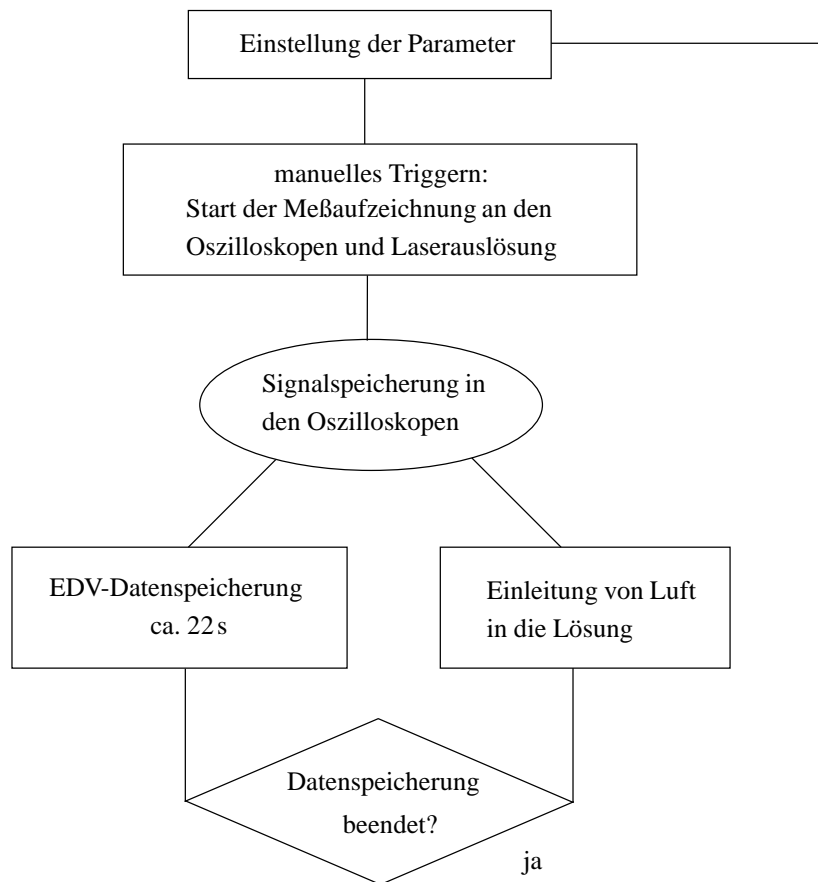 Einstellung der Parameter
manuelles Triggern:
Start der Meßaufzeichnung an den
Oszilloskopen und Laserauslösung
Signalspeicherung in
den Oszilloskopen
EDV-Datenspeicherung
ca. 22 s
Einleitung von Luft
in die Lösung
Datenspeicherung
beendet?
ja